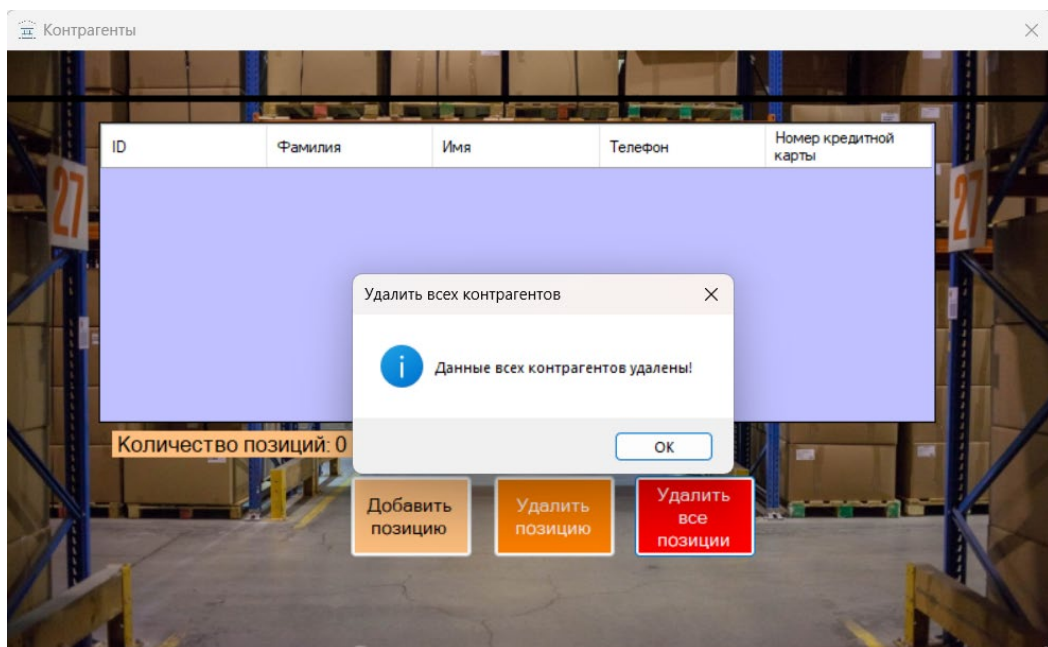 Контрагенты
ID
Фамилия
Имя
Телефон
Номер кредитной
карты
27
27
Удалить всех контрагентов
Данные всех контрагентов удалены!
OK
Количество позиций: 0
Добавить
позицию
Удалить
позицию
Удалить
все
позиции